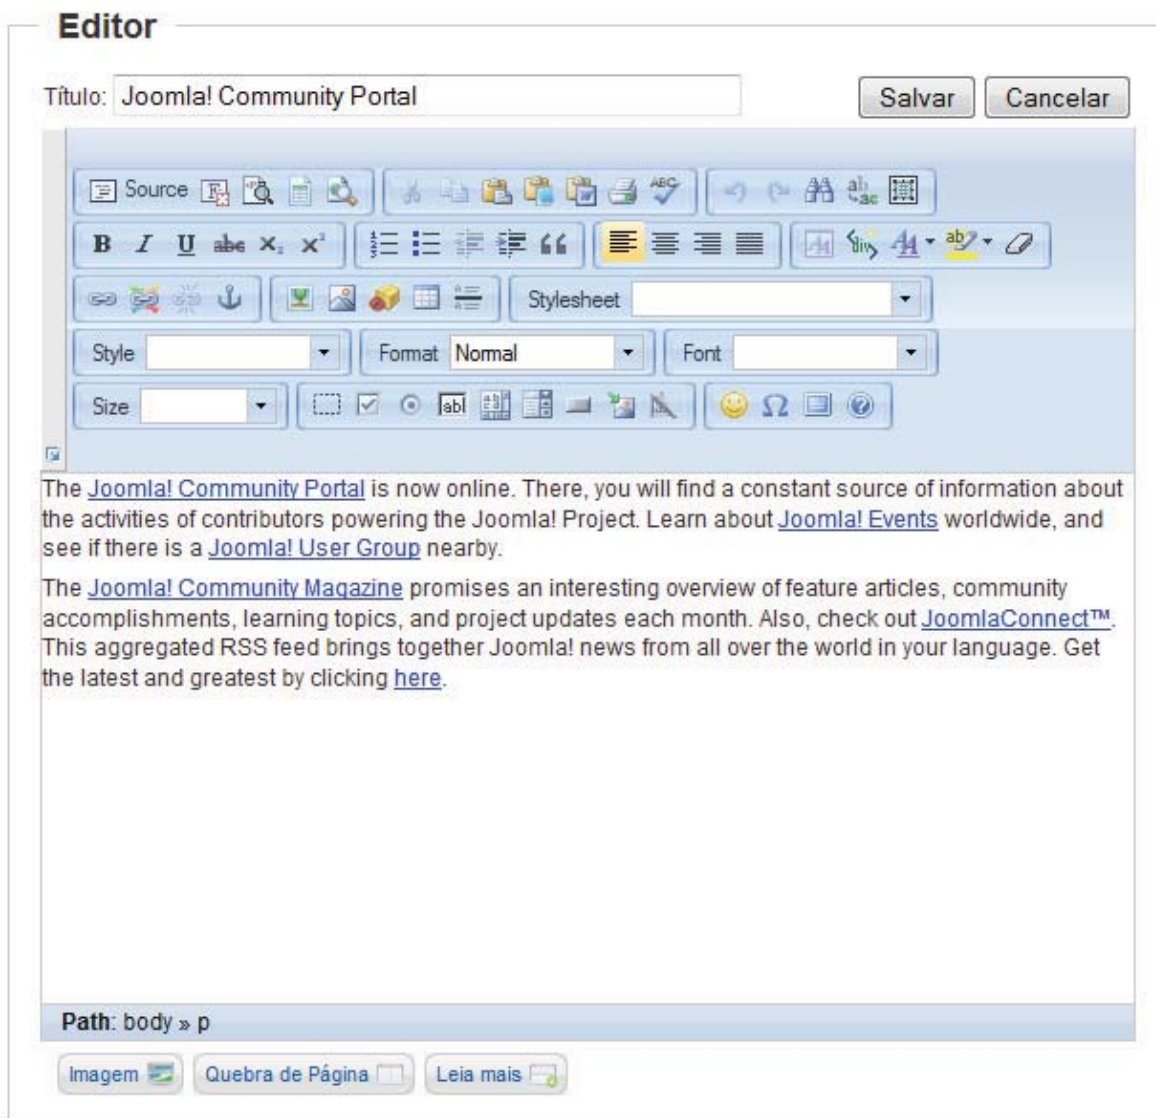 Editor
Título: Joomla! Community Portal Salvar Cancelar
Source
B I U abc X₂ X²
Stylesheet
Style Format Normal Font
Size
The Joomla! Community Portal is now online. There, you will find a constant source of information about
the activities of contributors powering the Joomla! Project. Learn about Joomla! Events worldwide, and
see if there is a Joomla! User Group nearby.
The Joomla! Community Magazine promises an interesting overview of feature articles, community
accomplishments, learning topics, and project updates each month. Also, check out JoomlaConnect™.
This aggregated RSS feed brings together Joomla! news from all over the world in your language. Get
the latest and greatest by clicking here.
Path: body » p
Imagem Quebra de Página Leia mais